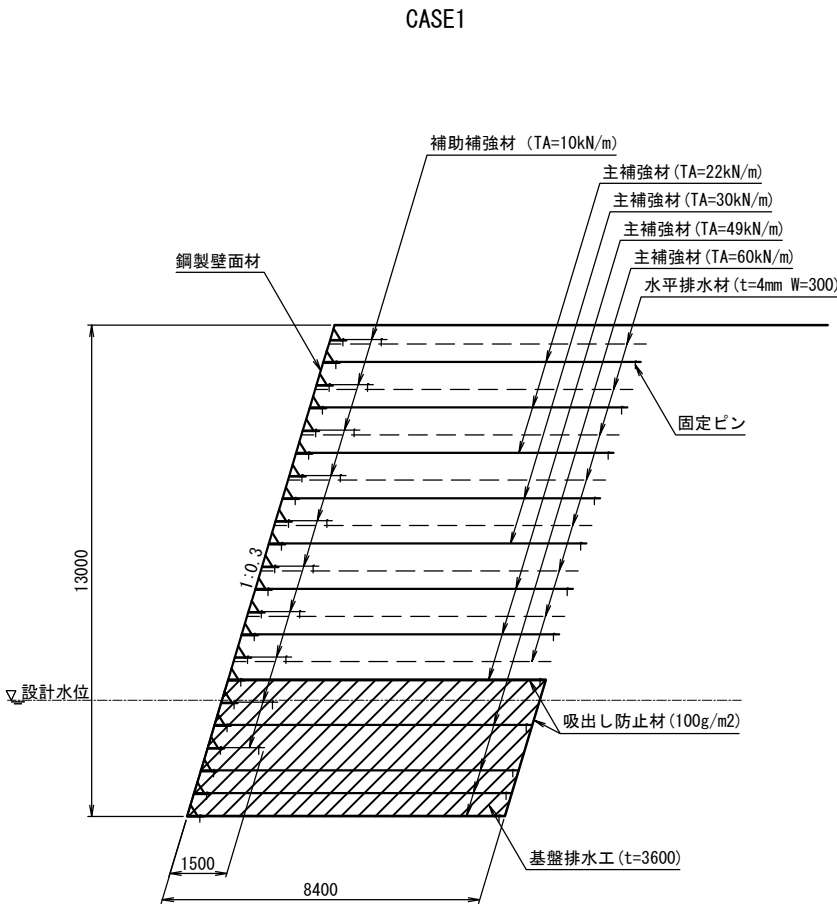 CASE1
補助補強材 (TA=10kN/m)
主補強材(TA=22kN/m)
主補強材(TA=30kN/m)
主補強材(TA=49kN/m)
主補強材(TA=60kN/m)
鋼製壁面材
水平排水材(t=4mm W=300)
固定ピン
1:0.3
13000
設計水位
吸出し防止材(100g/m2)
基盤排水工(t=3600)
1500
8400